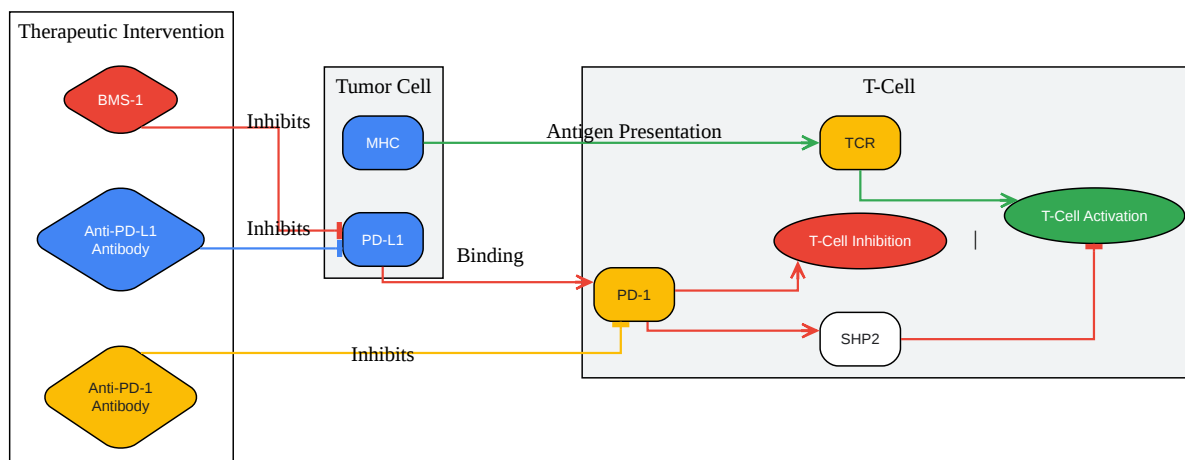 Therapeutic Intervention
BMS-1
Anti-PD-L1
Antibody
Anti-PD-1
Antibody
Inhibits
Inhibits
Inhibits
Tumor Cell
MHC
PD-L1
Antigen Presentation
Binding
T-Cell
TCR
T-Cell Activation
T-Cell Inhibition
|
PD-1
SHP2